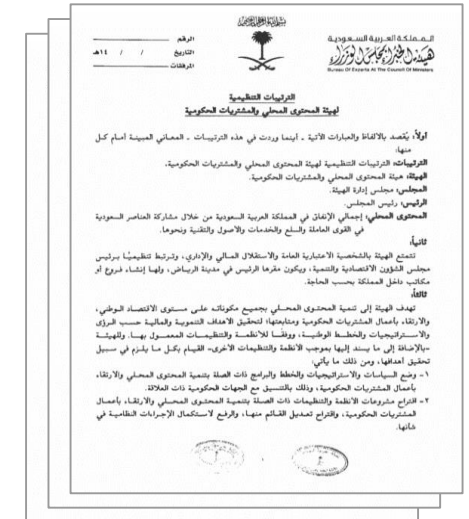 المملكة العربية السعودية
هيئة الخبراء بمجلس الوزراء
Bureau Of Experts At The Council Of Ministers
الرقم
التاريخ / / ١٤هـ
المرفقات
الترتيبات التنظيمية
لهيئة المحتوى المحلي والمشتريات الحكومية
أولاً: يُقصد بالألفاظ والعبارات الآتية ـ أينما وردت في هذه الترتيبات ـ المعاني المبينة أمام كل
منها:
الترتيبات: الترتيبات التنظيمية لهيئة المحتوى المحلي والمشتريات الحكومية.
الهيئة: هيئة المحتوى المحلي والمشتريات الحكومية.
المجلس: مجلس إدارة الهيئة.
الرئيس: رئيس المجلس.
المحتوى المحلي: إجمالي الإنفاق في المملكة العربية السعودية من خلال مشاركة العناصر السعودية
في القوى العاملة والسلع والخدمات والأصول والتقنية ونحوها.
ثانياً:
تتمتع الهيئة بالشخصية الاعتبارية العامة والاستقلال المالي والإداري، وترتبط تنظيميًا برئيس
مجلس الشؤون الاقتصادية والتنمية، ويكون مقرها الرئيس في مدينة الرياض، ولها إنشاء فروع أو
مكاتب داخل المملكة بحسب الحاجة.
ثالثاً:
تهدف الهيئة إلى تنمية المحتوى المحلي بجميع مكوناته على مستوى الاقتصاد الوطني،
والارتقاء بأعمال المشتريات الحكومية ومتابعتها؛ لتحقيق الأهداف التنموية والمالية حسب الرؤى
والاستراتيجيات والخطط الوطنية، ووفقًا للأنظمة والتنظيمات المعمول بها. وللهيئة
-بالإضافة إلى ما يسند إليها بموجب الأنظمة والتنظيمات الأخرى- القيام بكل ما يلزم في سبيل
تحقيق أهدافها، ومن ذلك ما يأتي:
١- وضع السياسات والاستراتيجيات والخطط والبرامج ذات الصلة بتنمية المحتوى المحلي والارتقاء
بأعمال المشتريات الحكومية، وذلك بالتنسيق مع الجهات الحكومية ذات العلاقة.
٢- اقتراح مشروعات الأنظمة والتنظيمات ذات الصلة بتنمية المحتوى المحلي والارتقاء بأعمال
المشتريات الحكومية، واقتراح تعديل القائم منها، والرفع لاستكمال الإجراءات النظامية في
شأنها.